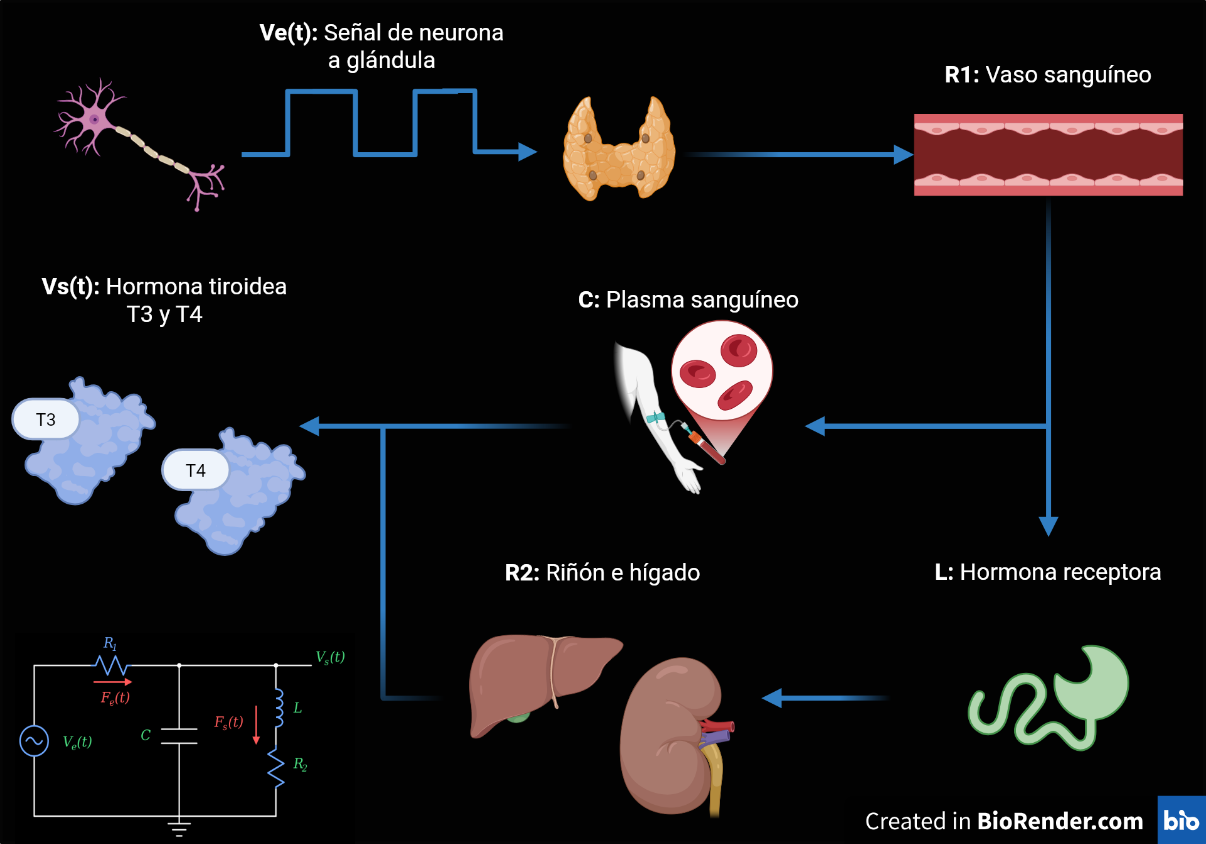 Ve(t): Señal de neurona
a glándula
R1: Vaso sanguíneo
Vs(t): Hormona tiroidea
T3 y T4
C: Plasma sanguíneo
T3
T4
R2: Riñón e hígado
L: Hormona receptora
R1
Vs(t)
Fe(t)
L
Fs(t)
C
Ve(t)
R2
Created in BioRender.com
bio